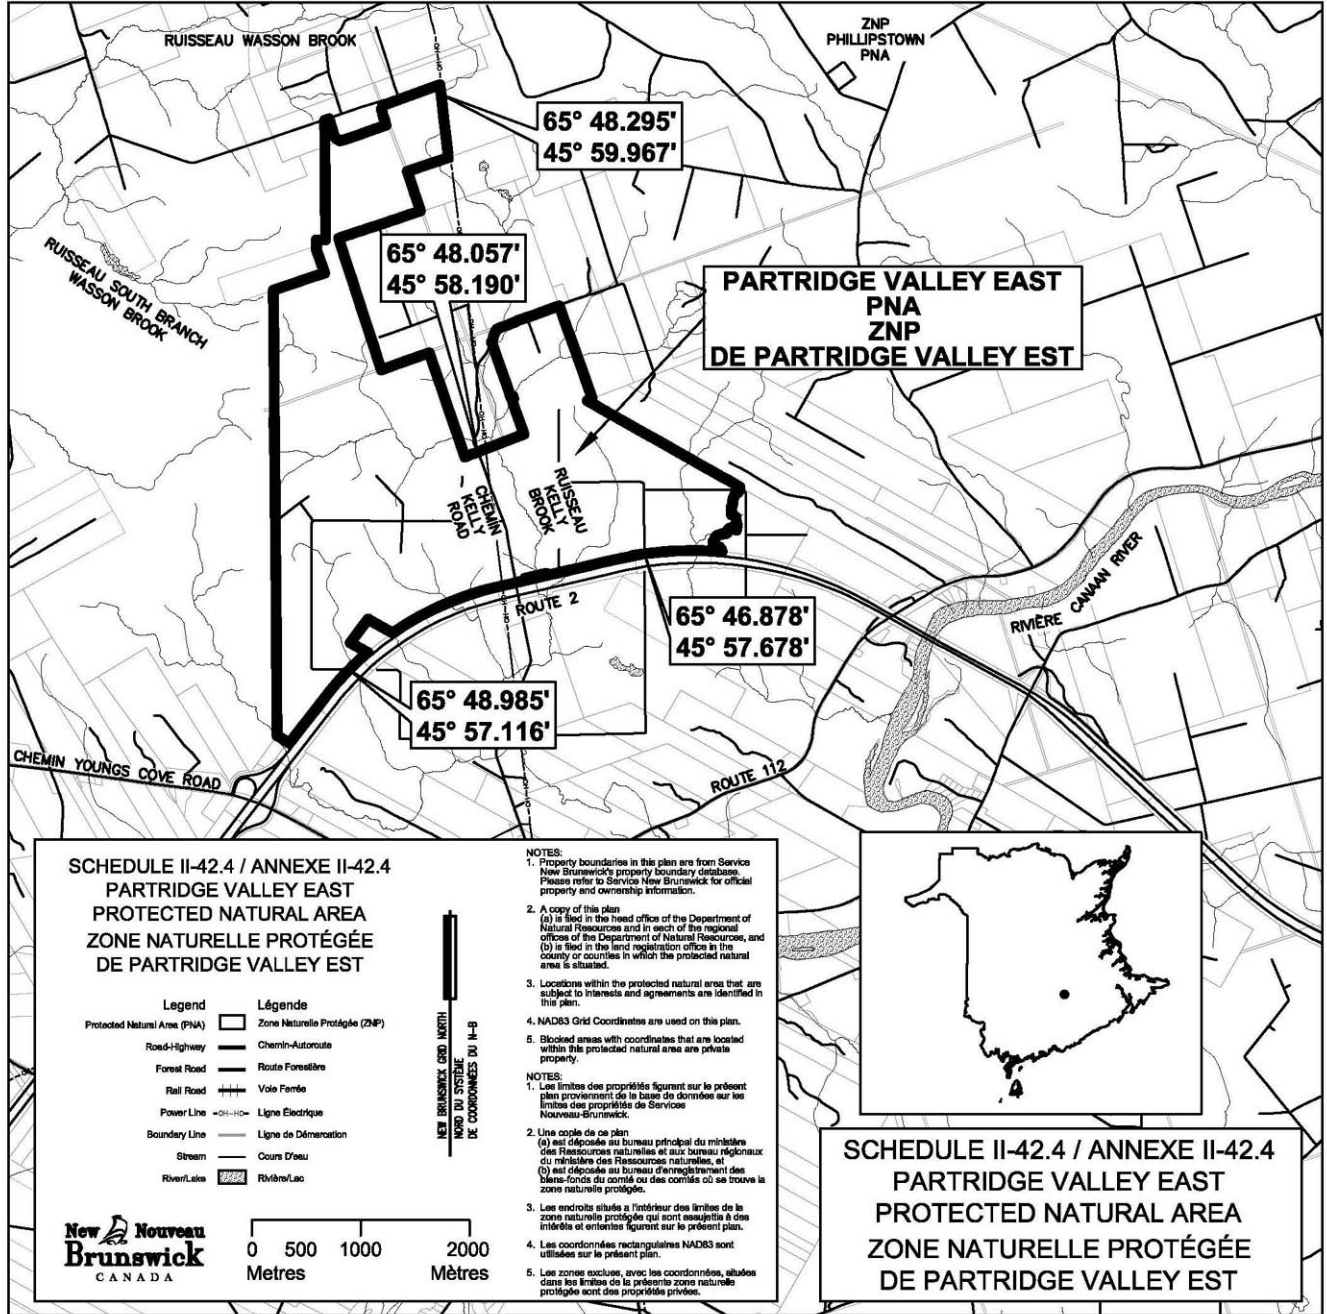 RUISSEAU WASSON BROOK
ZNP
PHILLIPSTOWN
PNA
65° 48.295'
45° 59.967'
RUISSEAU SOUTH BRANCH
WASSON BROOK
65° 48.057'
45° 58.190'
PARTRIDGE VALLEY EAST
PNA
ZNP
DE PARTRIDGE VALLEY EST
CHEMIN
KELLY
ROAD
RUISSEAU
KELLY
BROOK
ROUTE 2
65° 46.878'
45° 57.678'
RIVIÈRE CANAAN RIVER
65° 48.985'
45° 57.116'
CHEMIN YOUNGS COVE ROAD
ROUTE 112
SCHEDULE II-42.4 / ANNEXE II-42.4
PARTRIDGE VALLEY EAST
PROTECTED NATURAL AREA
ZONE NATURELLE PROTÉGÉE
DE PARTRIDGE VALLEY EST
Legend Légende
Protected Natural Area (PNA) Zone Naturelle Protégée (ZNP)
Road-Highway Chemin-Autoroute
Forest Road Route Forestière
Rail Road Voie Ferrée
Power Line -OH-HO- Ligne Électrique
Boundary Line Ligne de Démarcation
Stream Cours D'eau
River/Lake Rivière/Lac
NEW BRUNSWICK GRID NORTH
NORD DU SYSTÈME
DE COORDONNÉES DU N-B
New Nouveau
Brunswick
CANADA
0 500 1000 2000
Metres Mètres
NOTES:
1. Property boundaries in this plan are from Service
New Brunswick's property boundary database.
Please refer to Service New Brunswick for official
property and ownership information.
2. A copy of this plan
(a) is filed in the head office of the Department of
Natural Resources and in each of the regional
offices of the Department of Natural Resources, and
(b) is filed in the land registration office in the
county or counties in which the protected natural
area is situated.
3. Locations within the protected natural area that are
subject to interests and agreements are identified in
this plan.
4. NAD83 Grid Coordinates are used on this plan.
5. Blocked areas with coordinates that are located
within this protected natural area are private
property.
NOTES:
1. Les limites des propriétés figurant sur le présent
plan proviennent de la base de données sur les
limites des propriétés de Services
Nouveau-Brunswick.
2. Une copie de ce plan
(a) est déposée au bureau principal du ministère
des Ressources naturelles et aux bureau régionaux
du ministère des Ressources naturelles, et
(b) est déposée au bureau d'enregistrement des
biens-fonds du comté ou des comtés où se trouve la
zone naturelle protégée.
3. Les endroits situés a l'intérieur des limites de la
zone naturelle protégée qui sont assujettis à des
intérêts et ententes figurent sur le présent plan.
4. Les coordonnées rectangulaires NAD83 sont
utilisées sur le présent plan.
5. Les zones exclues, avec les coordonnées, situées
dans les limites de la présente zone naturelle
protégée sont des propriétés privées.
SCHEDULE II-42.4 / ANNEXE II-42.4
PARTRIDGE VALLEY EAST
PROTECTED NATURAL AREA
ZONE NATURELLE PROTÉGÉE
DE PARTRIDGE VALLEY EST